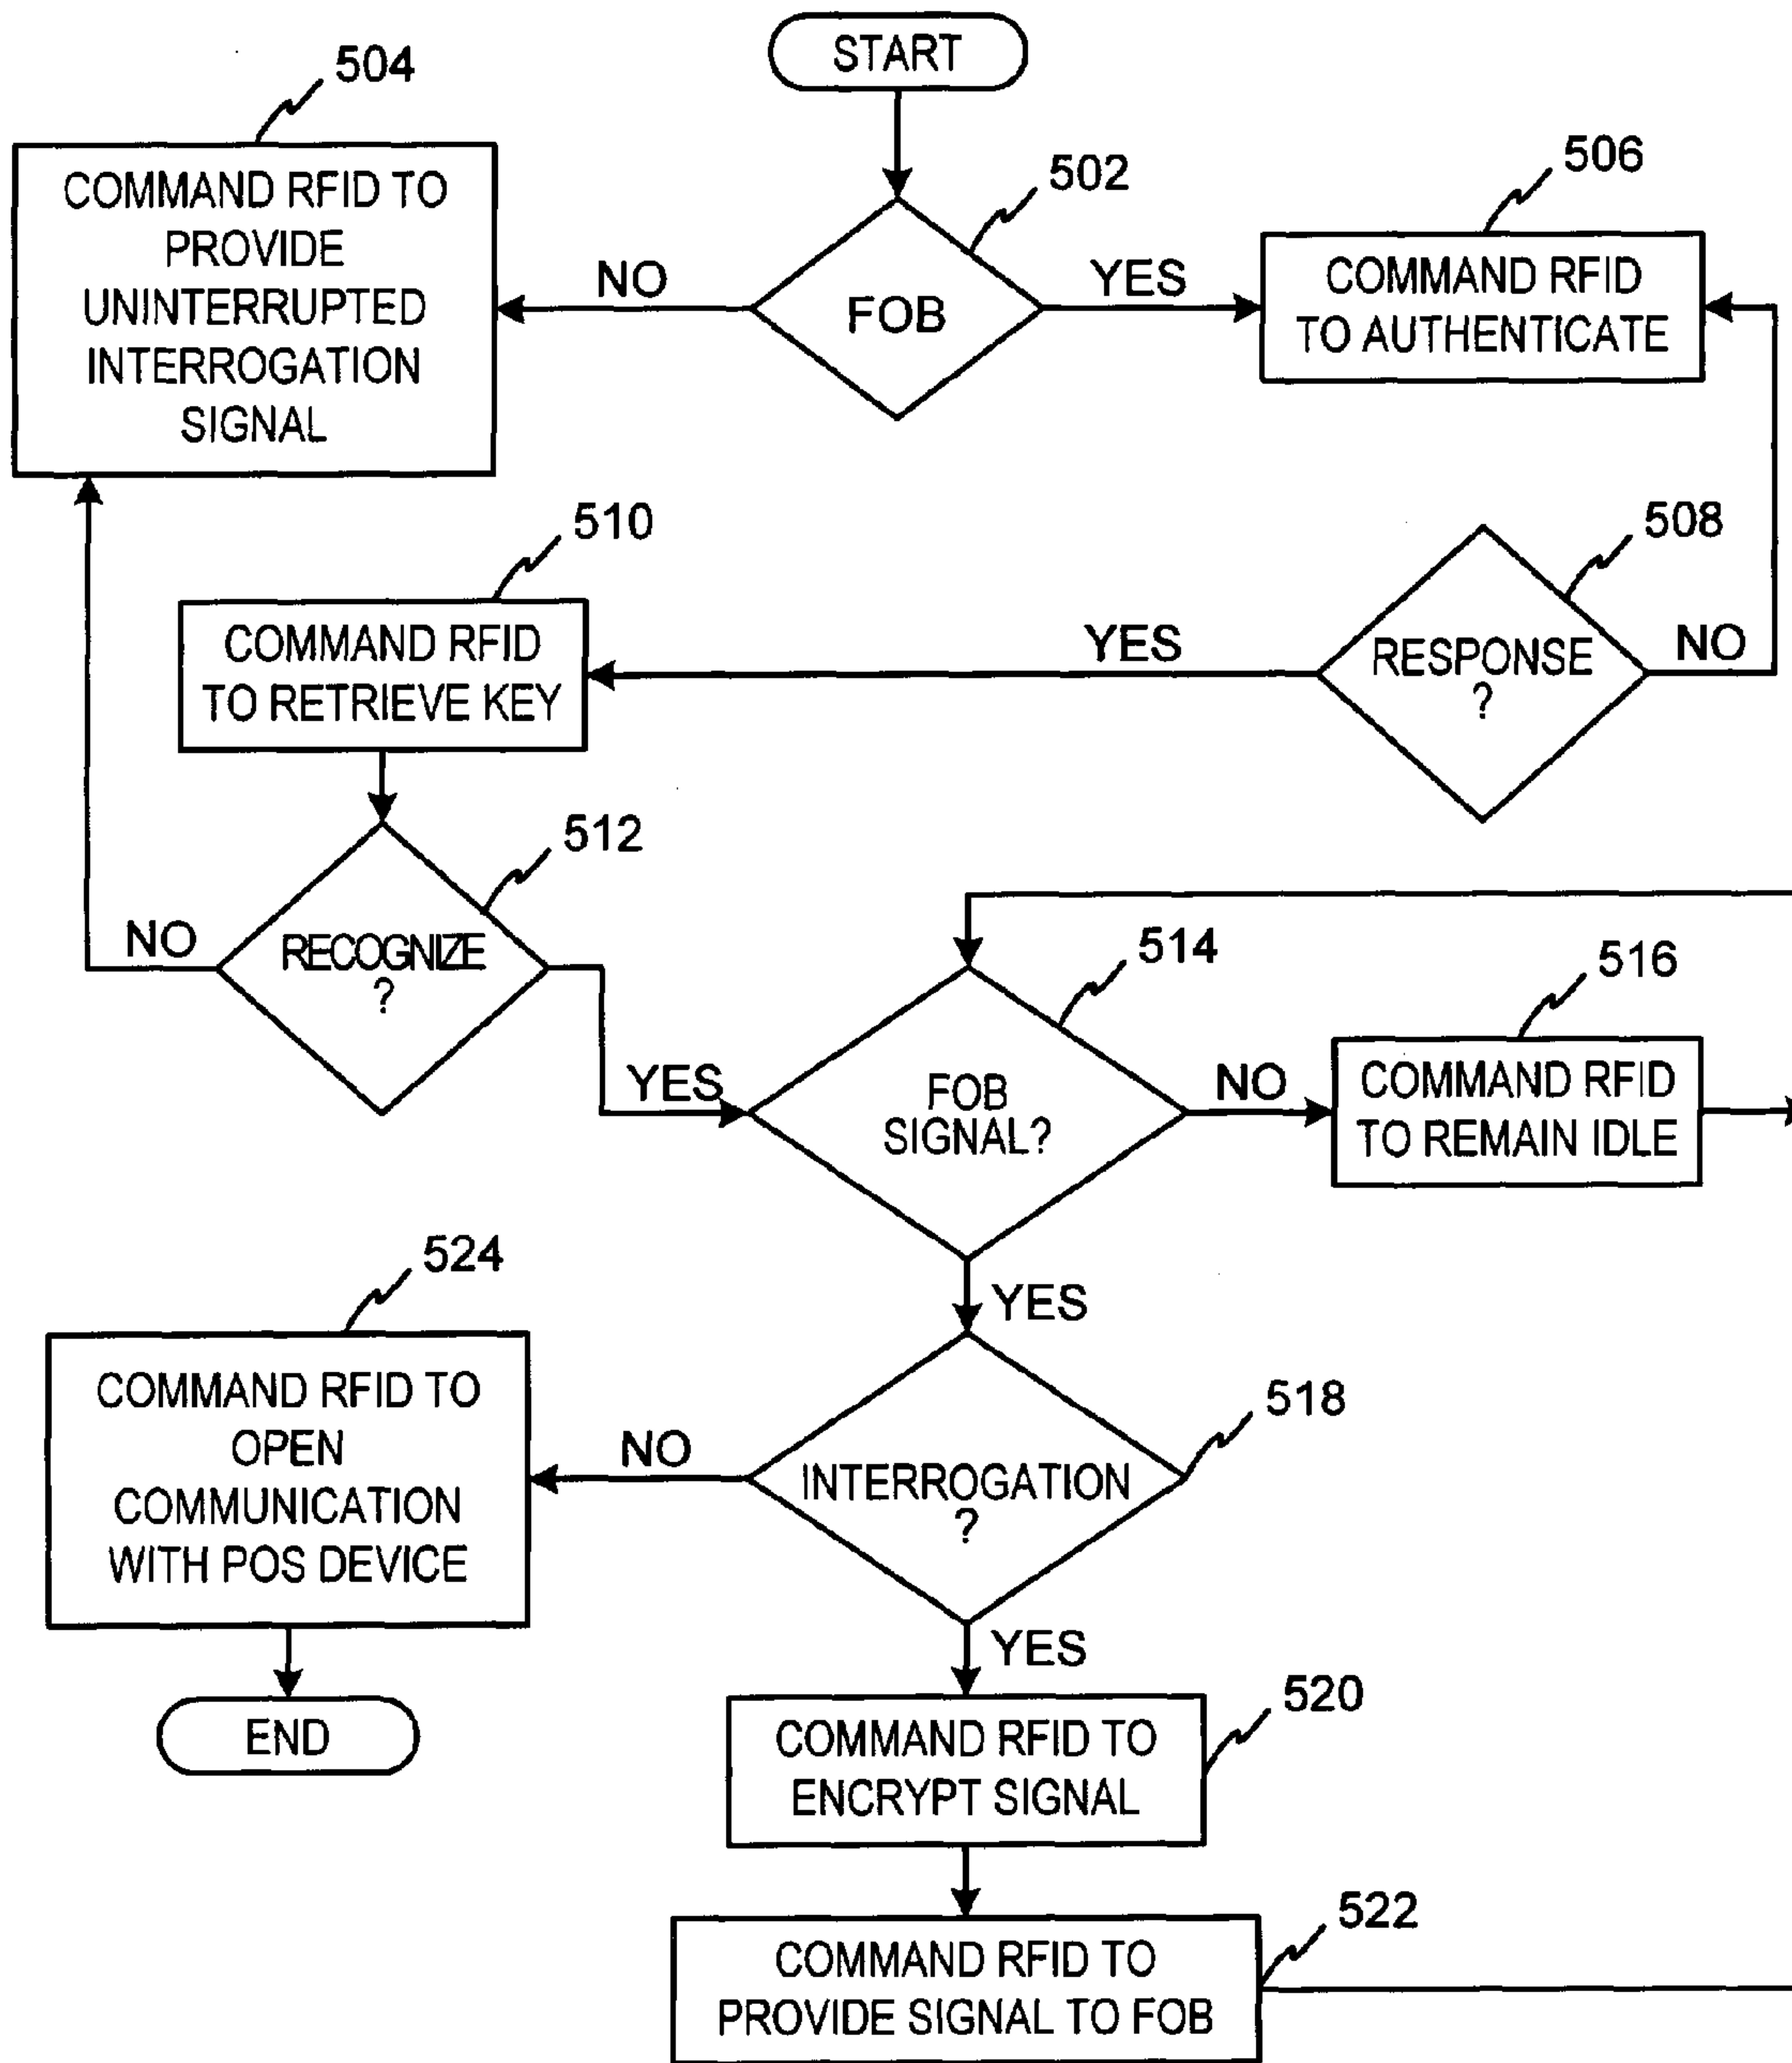 START
504
COMMAND RFID TO
PROVIDE
UNINTERRUPTED
INTERROGATION
SIGNAL
502
FOB
NO
YES
506
COMMAND RFID
TO AUTHENTICATE
508
RESPONSE
?
NO
YES
510
COMMAND RFID
TO RETRIEVE KEY
512
RECOGNIZE
?
NO
YES
514
FOB
SIGNAL?
NO
516
COMMAND RFID
TO REMAIN IDLE
YES
518
INTERROGATION
?
NO
524
COMMAND RFID TO
OPEN
COMMUNICATION
WITH POS DEVICE
END
YES
520
COMMAND RFID TO
ENCRYPT SIGNAL
522
COMMAND RFID TO
PROVIDE SIGNAL TO FOB